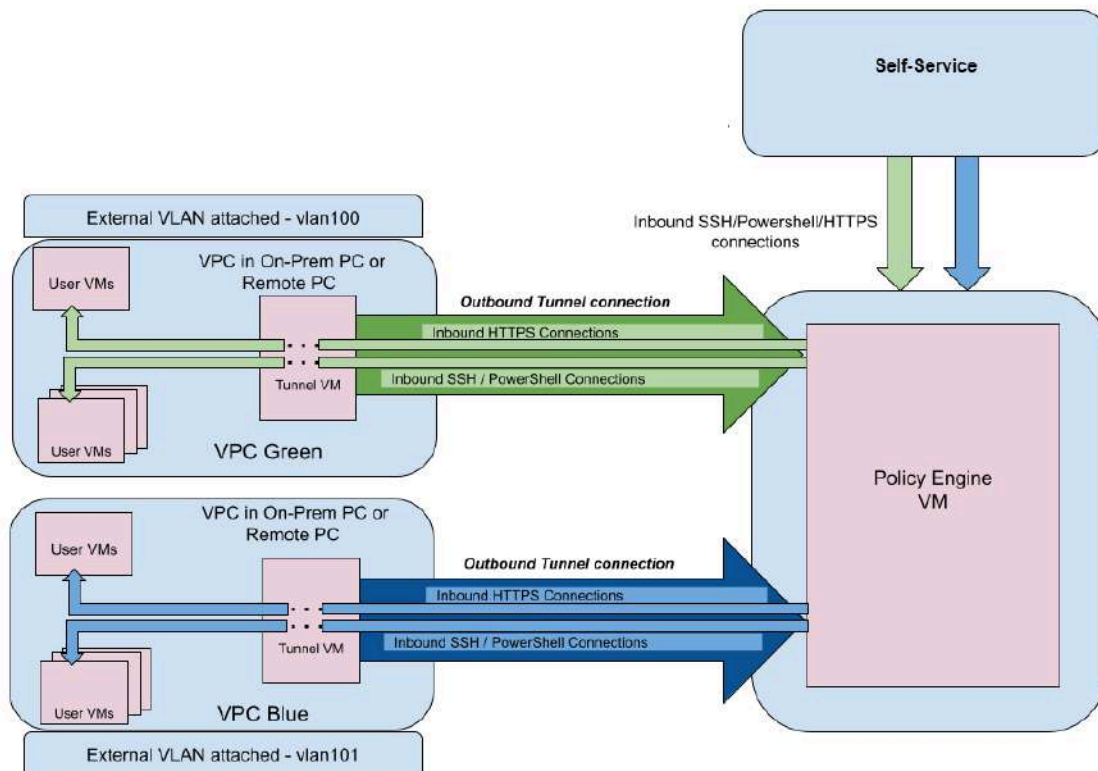 Self-Service
Inbound SSH/Powershell/HTTPS
connections
External VLAN attached - vlan100
VPC in On-Prem PC or
Remote PC
User VMs
Outbound Tunnel connection
Inbound HTTPS Connections
Inbound SSH / PowerShell Connections
Tunnel VM
User VMs
VPC Green
Policy Engine
VM
VPC in On-Prem PC or
Remote PC
User VMs
Outbound Tunnel connection
Inbound HTTPS Connections
Inbound SSH / PowerShell Connections
Tunnel VM
User VMs
VPC Blue
External VLAN attached - vlan101